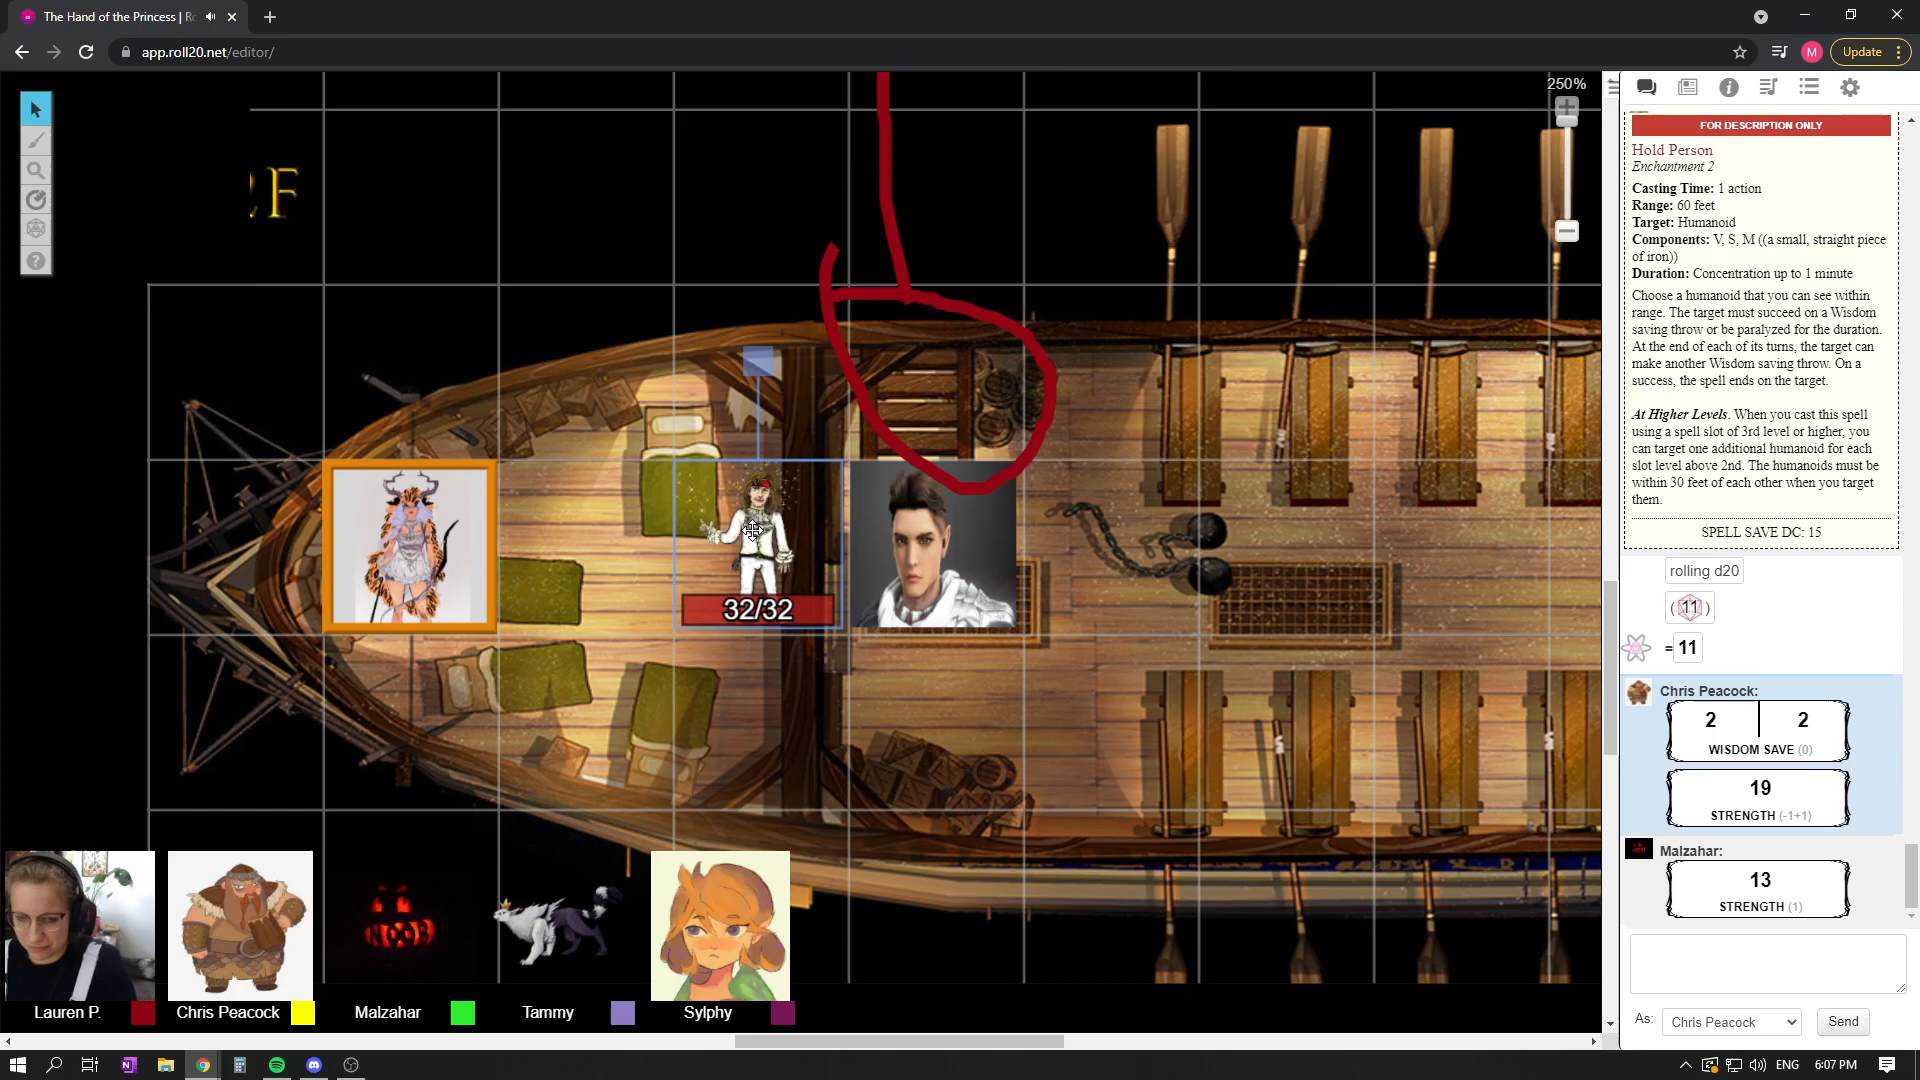 The Hand of the Princess | Ro
app.roll20.net/editor/
M
Update
250%
2F
32/32
FOR DESCRIPTION ONLY
Hold Person
Enchantment 2
Casting Time: 1 action
Range: 60 feet
Target: Humanoid
Components: V, S, M ((a small, straight piece
of iron))
Duration: Concentration up to 1 minute
Choose a humanoid that you can see within
range. The target must succeed on a Wisdom
saving throw or be paralyzed for the duration.
At the end of each of its turns, the target can
make another Wisdom saving throw. On a
success, the spell ends on the target.
At Higher Levels. When you cast this spell
using a spell slot of 3rd level or higher, you
can target one additional humanoid for each
slot level above 2nd. The humanoids must be
within 30 feet of each other when you target
them.
SPELL SAVE DC: 15
rolling d20
(11)
=11
Chris Peacock:
2 2
WISDOM SAVE (0)
19
STRENGTH (-1+1)
Malzahar:
13
STRENGTH (1)
As: Chris Peacock Send
NOOB
Lauren P. Chris Peacock Malzahar Tammy Sylphy
ENG 6:07 PM